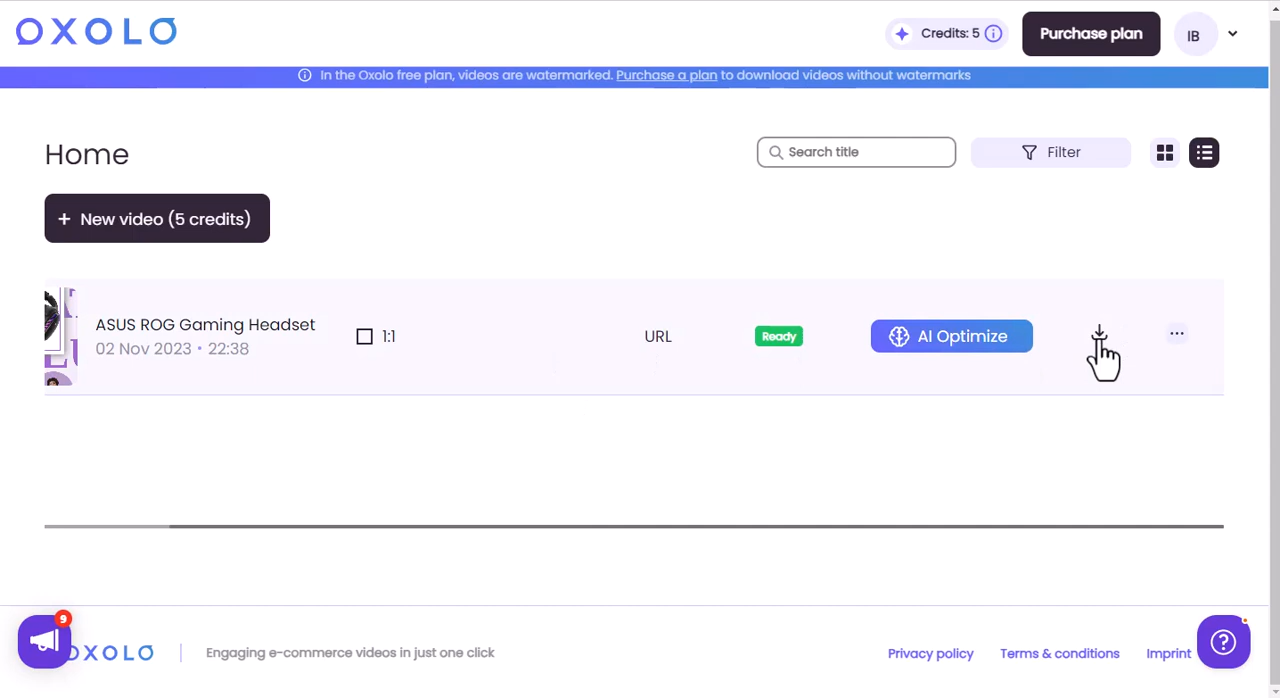 OXOLO
Credits: 5
Purchase plan
IB
In the Oxolo free plan, videos are watermarked. Purchase a plan to download videos without watermarks
Home
Search title
Filter
+ New video (5 credits)
ASUS ROG Gaming Headset
02 Nov 2023 • 22:38
1:1
URL
Ready
AI Optimize
9
OXOLO
Engaging e-commerce videos in just one click
Privacy policy
Terms & conditions
Imprint